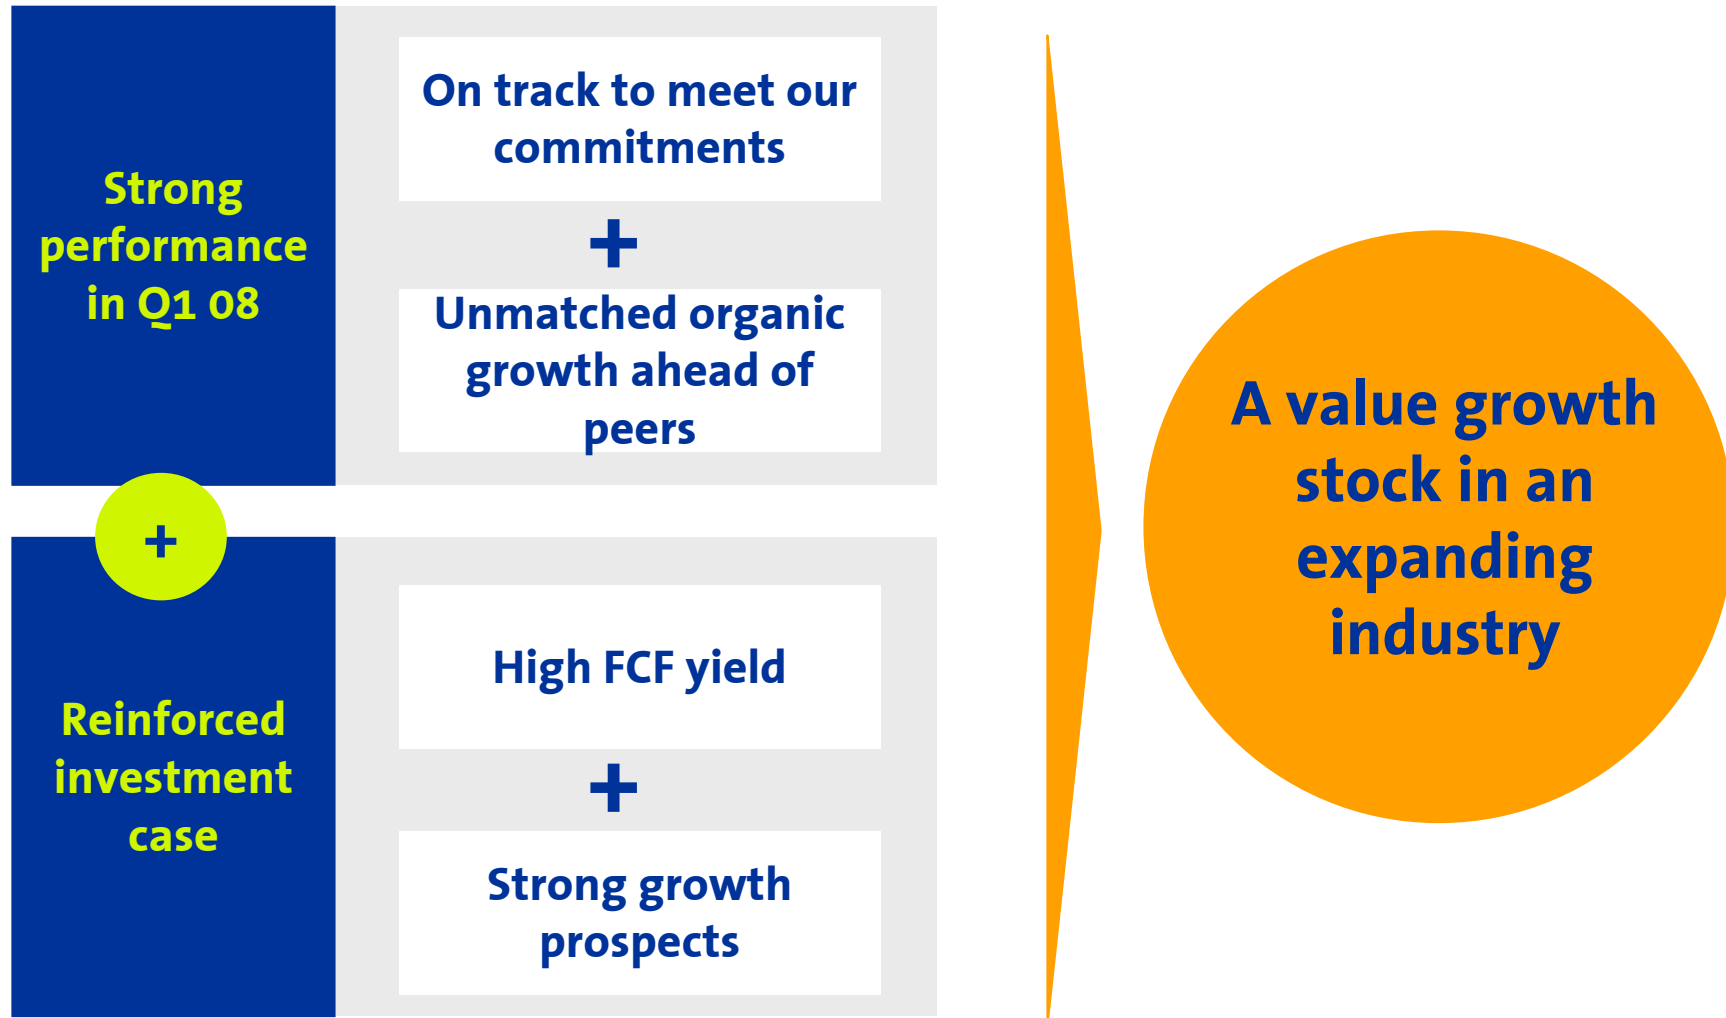 Strong
performance
in Q1 08
On track to meet our
commitments
+
Unmatched organic
growth ahead of
peers
+
Reinforced
investment
case
High FCF yield
+
Strong growth
prospects
A value growth
stock in an
expanding
industry